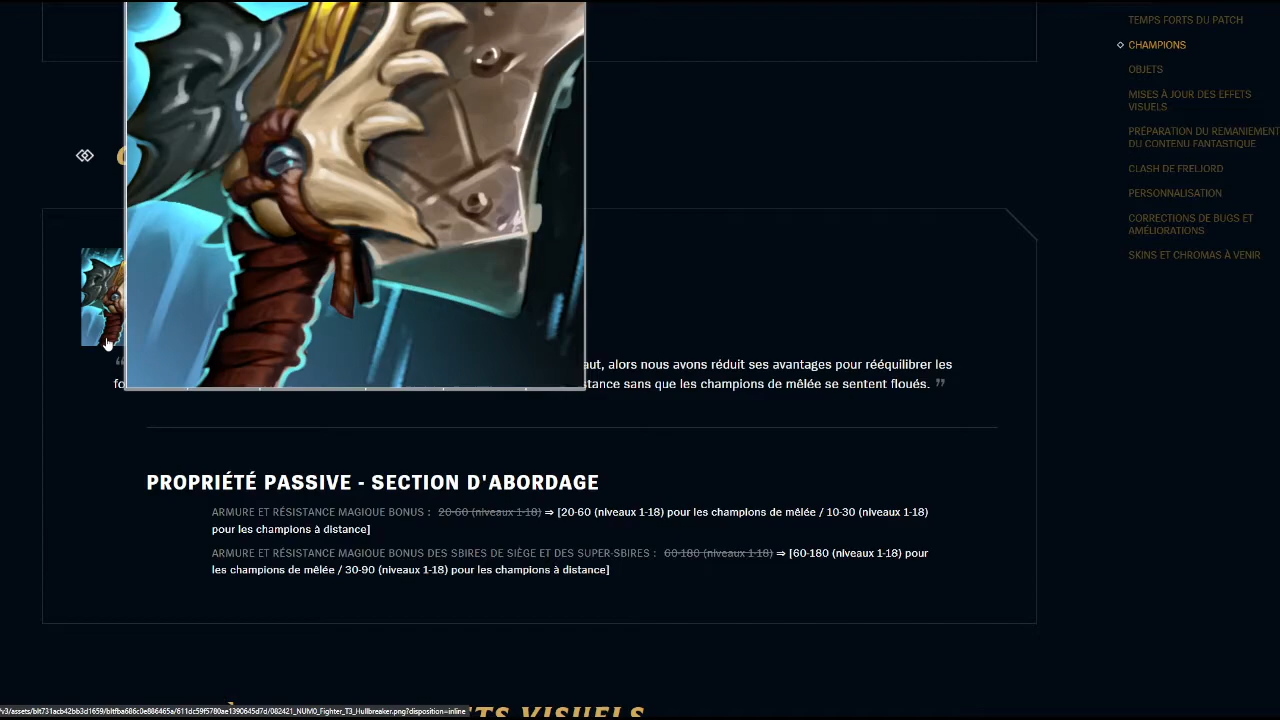 TEMPS FORTS DU PATCH
CHAMPIONS
OBJETS
MISES À JOUR DES EFFETS
VISUELS
PRÉPARATION DU REMANIEMENT
DU CONTENU FANTASTIQUE
CLASH DE FRELJORD
PERSONNALISATION
CORRECTIONS DE BUGS ET
AMÉLIORATIONS
SKINS ET CHROMAS À VENIR
aut, alors nous avons réduit ses avantages pour rééquilibrer les
stance sans que les champions de mêlée se sentent floués. ”
PROPRIÉTÉ PASSIVE - SECTION D'ABORDAGE
ARMURE ET RÉSISTANCE MAGIQUE BONUS : 20-60 (niveaux 1-18) ⇒ [20-60 (niveaux 1-18) pour les champions de mêlée / 10-30 (niveaux 1-18)
pour les champions à distance]
ARMURE ET RÉSISTANCE MAGIQUE BONUS DES SBIRES DE SIÈGE ET DES SUPER-SBIRES : 60-180 (niveaux 1-18) ⇒ [60-180 (niveaux 1-18) pour
les champions de mêlée / 30-90 (niveaux 1-18) pour les champions à distance]
TS VISUELS